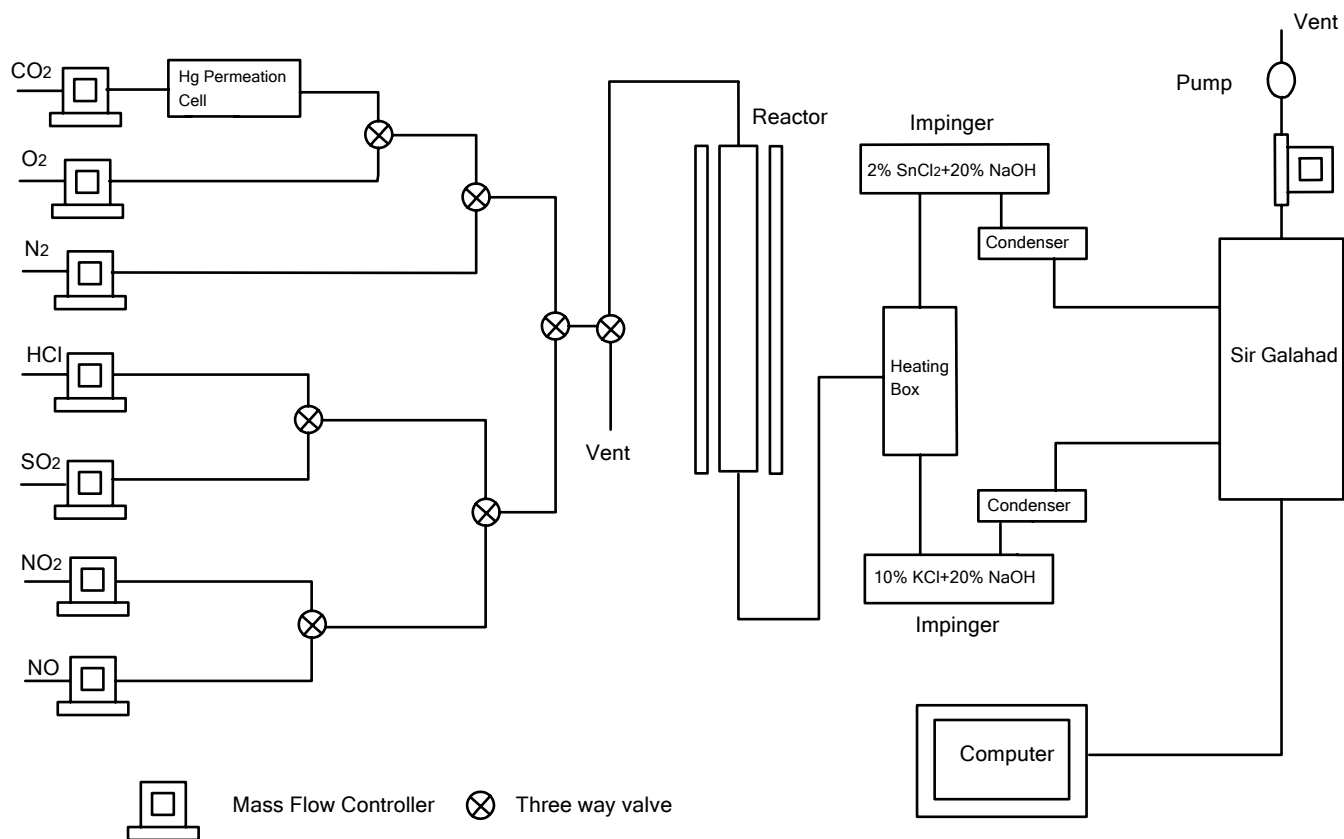 CO2
Hg Permeation
Cell
O2
N2
HCl
SO2
NO2
NO
Vent
Reactor
Impinger
2% SnCl2+20% NaOH
Condenser
Heating
Box
Condenser
10% KCl+20% NaOH
Impinger
Vent
Pump
Sir Galahad
Computer
Mass Flow Controller
Three way valve